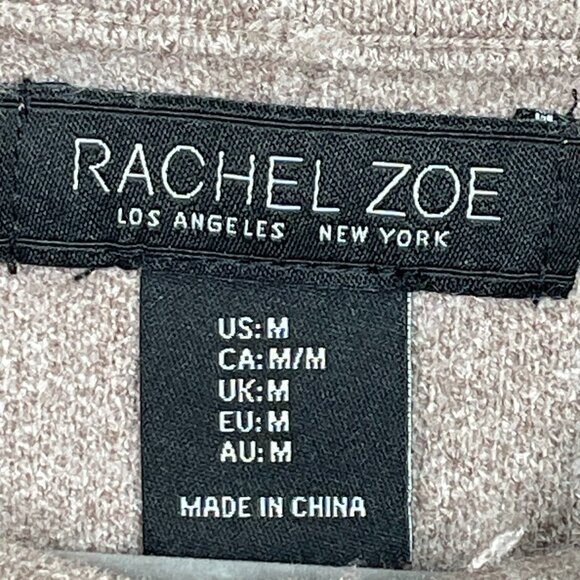 RACHEL ZOE
LOS ANGELES NEW YORK
US: M
CA: M/M
UK: M
EU: M
AU: M
MADE IN CHINA